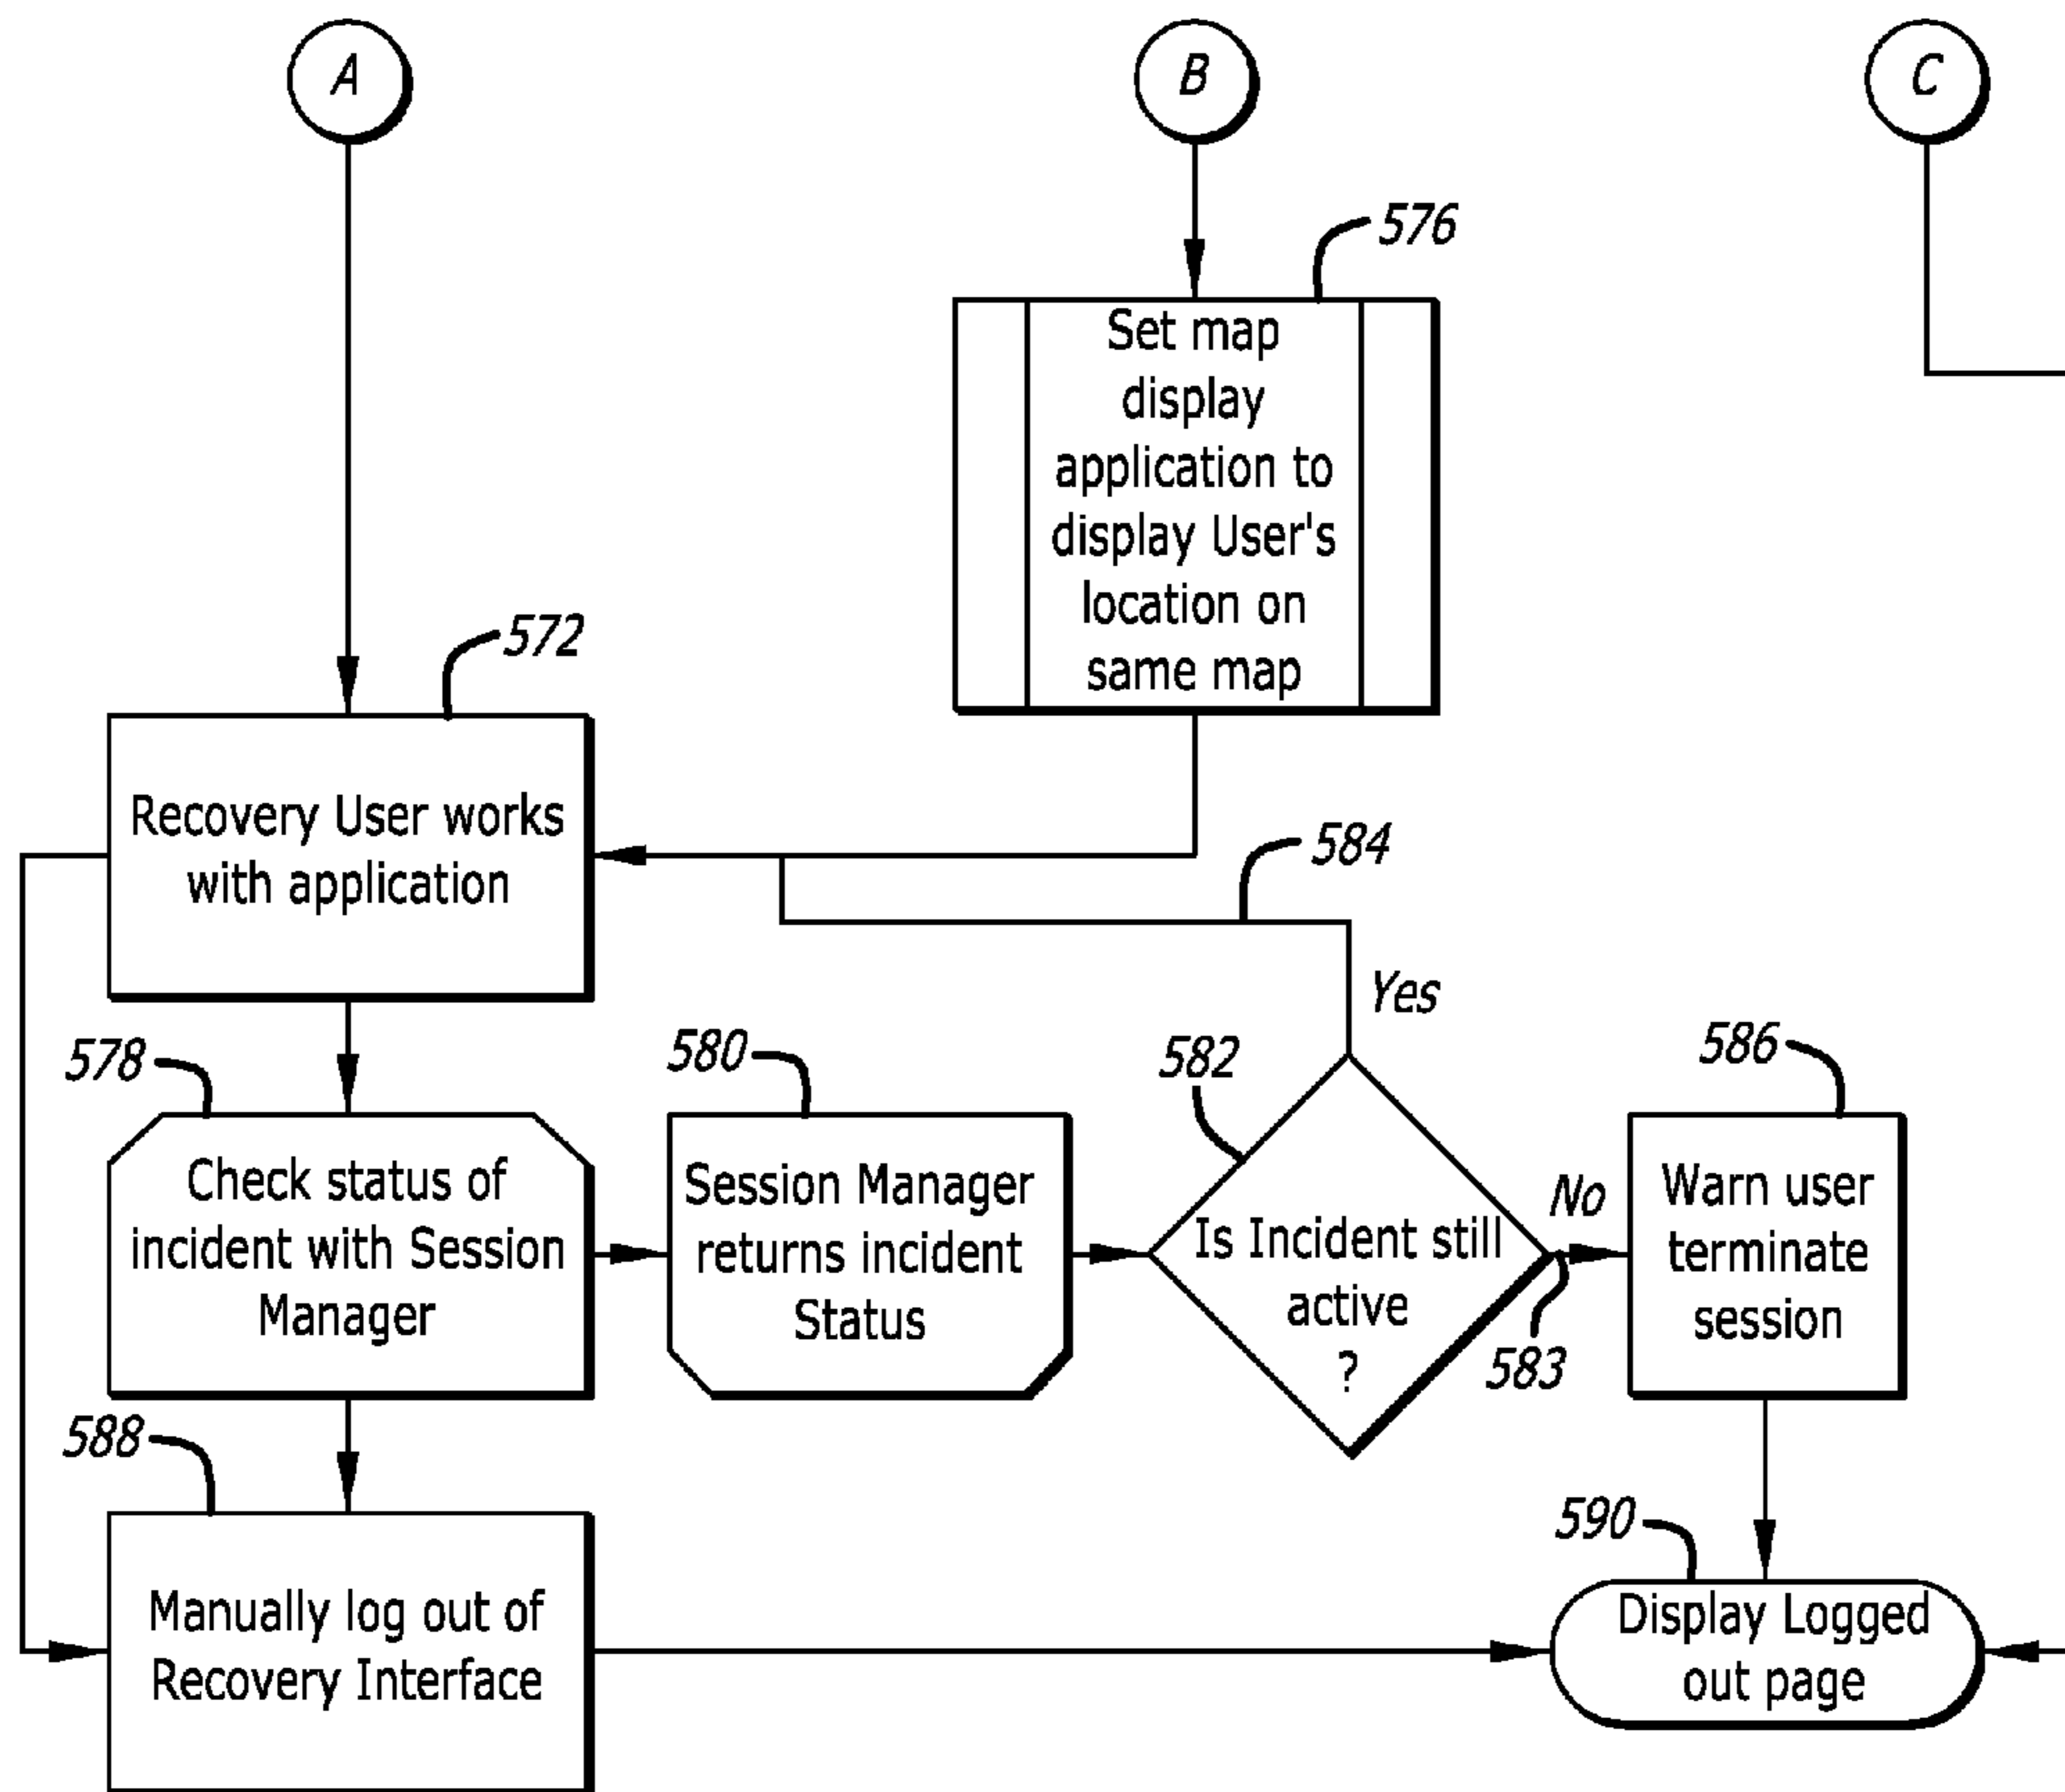 A
B
C
576
Set map
display
application to
display User's
location on
same map
572
Recovery User works
with application
584
Yes
578
Check status of
incident with Session
Manager
580
Session Manager
returns incident
Status
582
Is Incident still
active
?
No
583
586
Warn user
terminate
session
588
Manually log out of
Recovery Interface
590
Display Logged
out page